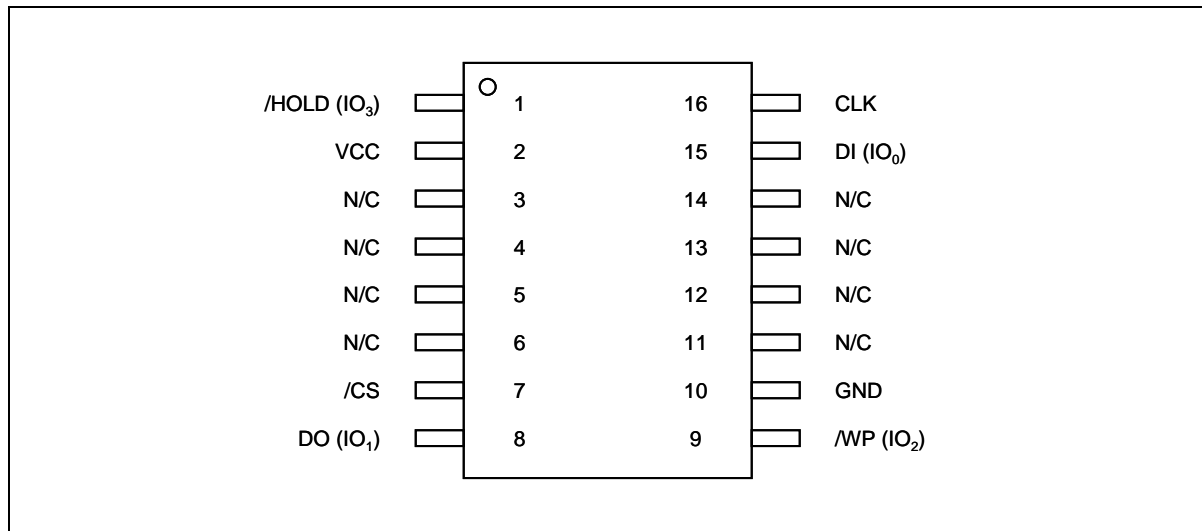 /HOLD (IO₃) 1 16 CLK
VCC 2 15 DI (IO₀)
N/C 3 14 N/C
N/C 4 13 N/C
N/C 5 12 N/C
N/C 6 11 N/C
/CS 7 10 GND
DO (IO₁) 8 9 /WP (IO₂)